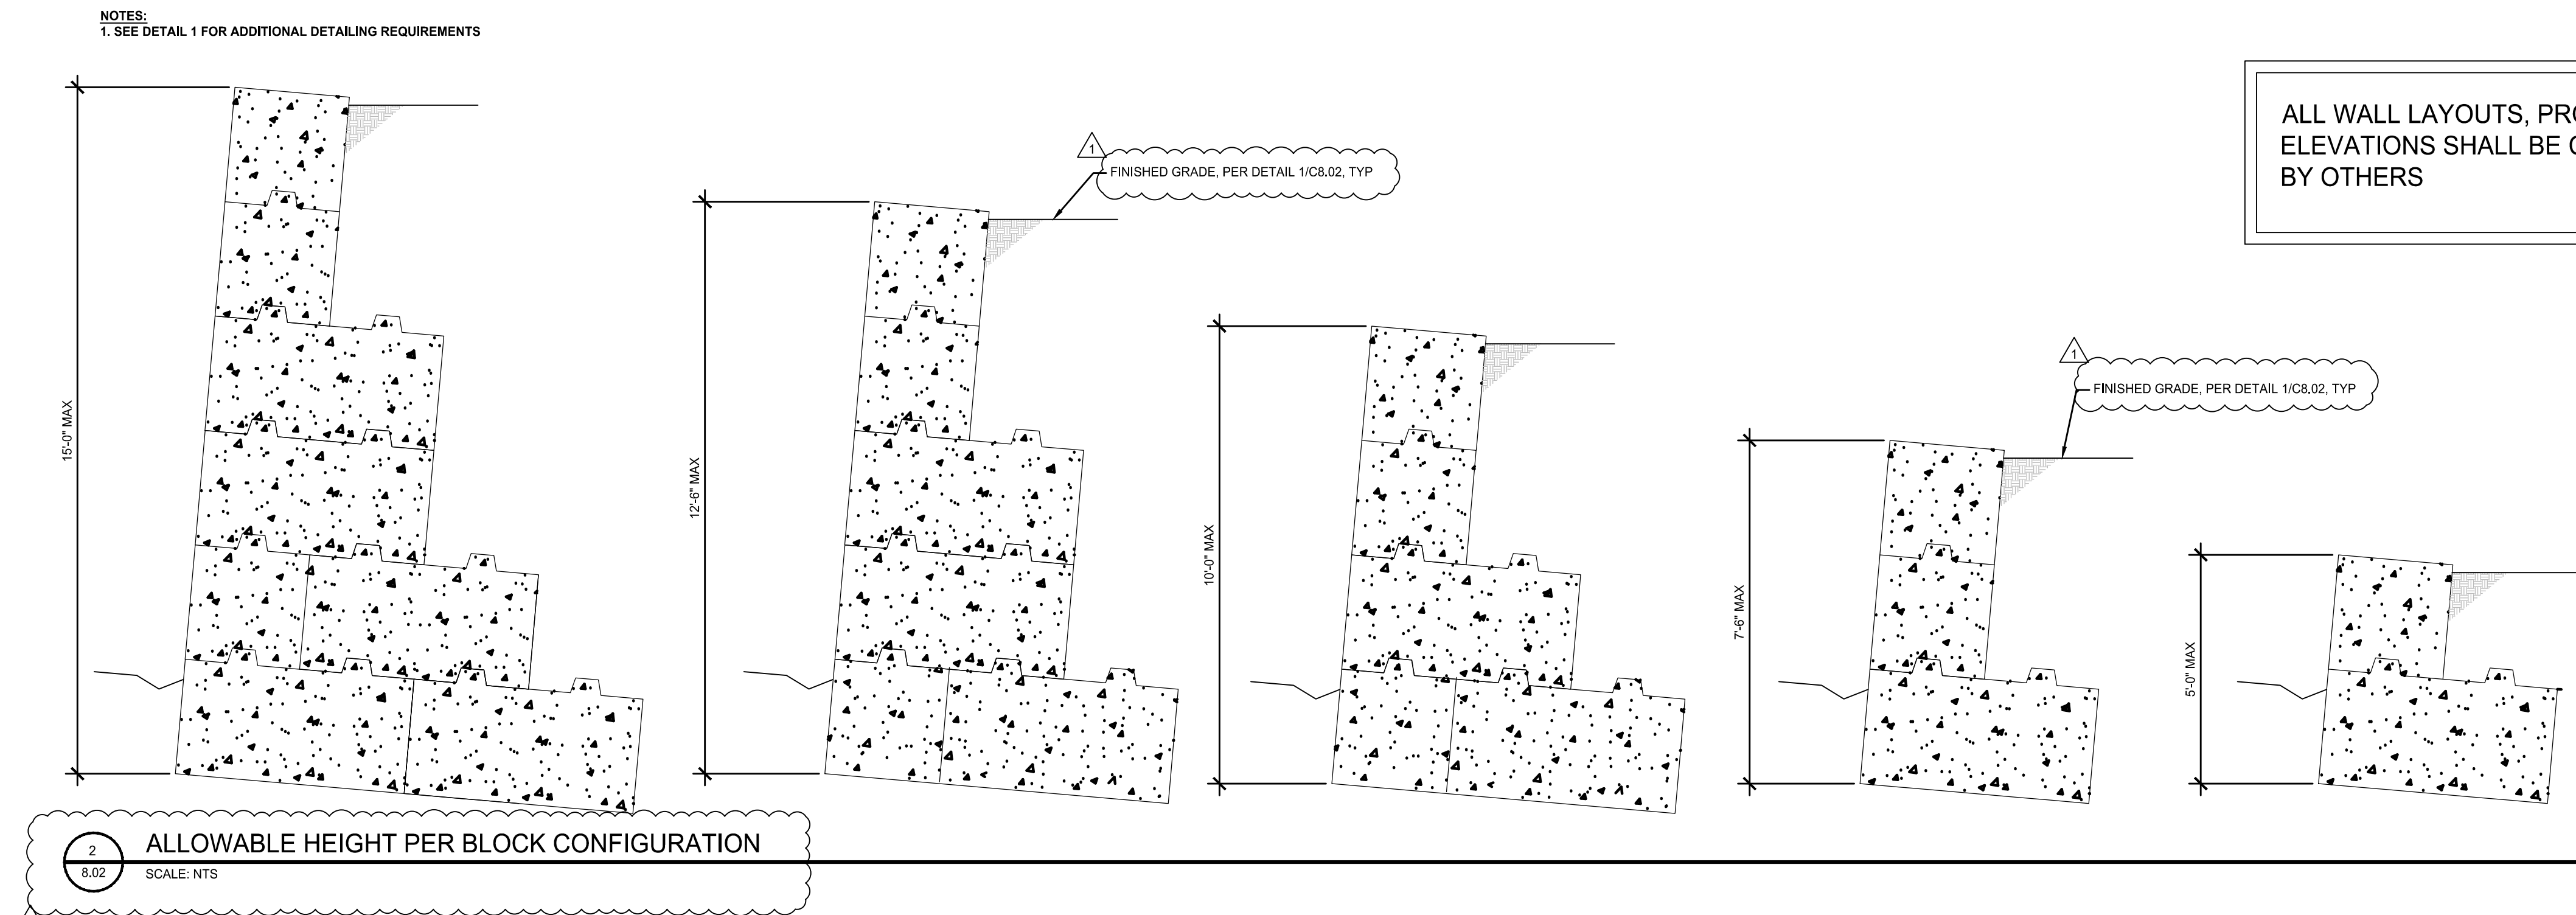 NOTES:
1. SEE DETAIL 1 FOR ADDITIONAL DETAILING REQUIREMENTS
15'-0" MAX
12'-6" MAX
1
FINISHED GRADE, PER DETAIL 1/C8.02, TYP
10'-0" MAX
7'-6" MAX
1
FINISHED GRADE, PER DETAIL 1/C8.02, TYP
5'-0" MAX
ALL WALL LAYOUTS,
ELEVATIONS SHALL BE
BY OTHERS
2
8.02
ALLOWABLE HEIGHT PER BLOCK CONFIGURATION
SCALE: NTS